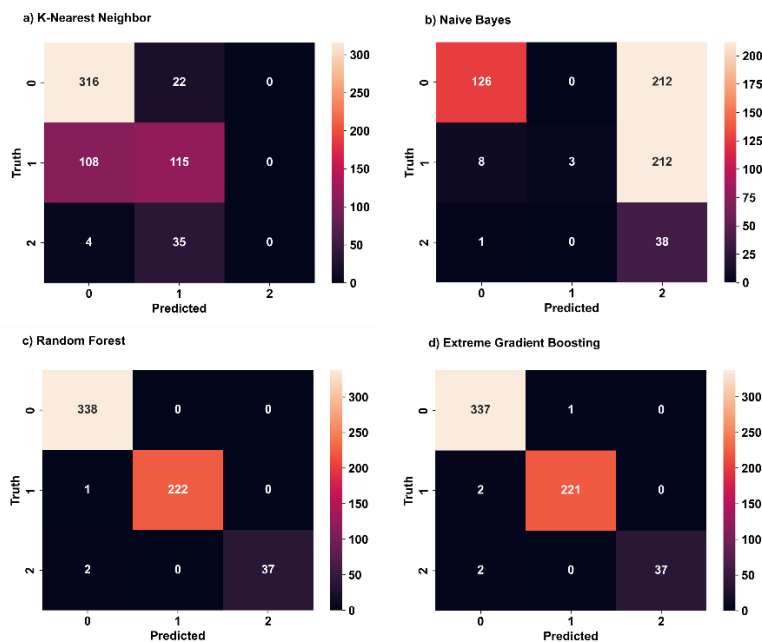 a) K-Nearest Neighbor
0 316 22 0
1 108 115 0
2 4 35 0
0 1 2
Truth
Predicted
300
250
200
150
100
50
0
b) Naive Bayes
0 126 0 212
1 8 3 212
2 1 0 38
0 1 2
Truth
Predicted
200
175
150
125
100
75
50
25
0
c) Random Forest
0 338 0 0
1 1 222 0
2 2 0 37
0 1 2
Truth
Predicted
300
250
200
150
100
50
0
d) Extreme Gradient Boosting
0 337 1 0
1 2 221 0
2 2 0 37
0 1 2
Truth
Predicted
300
250
200
150
100
50
0